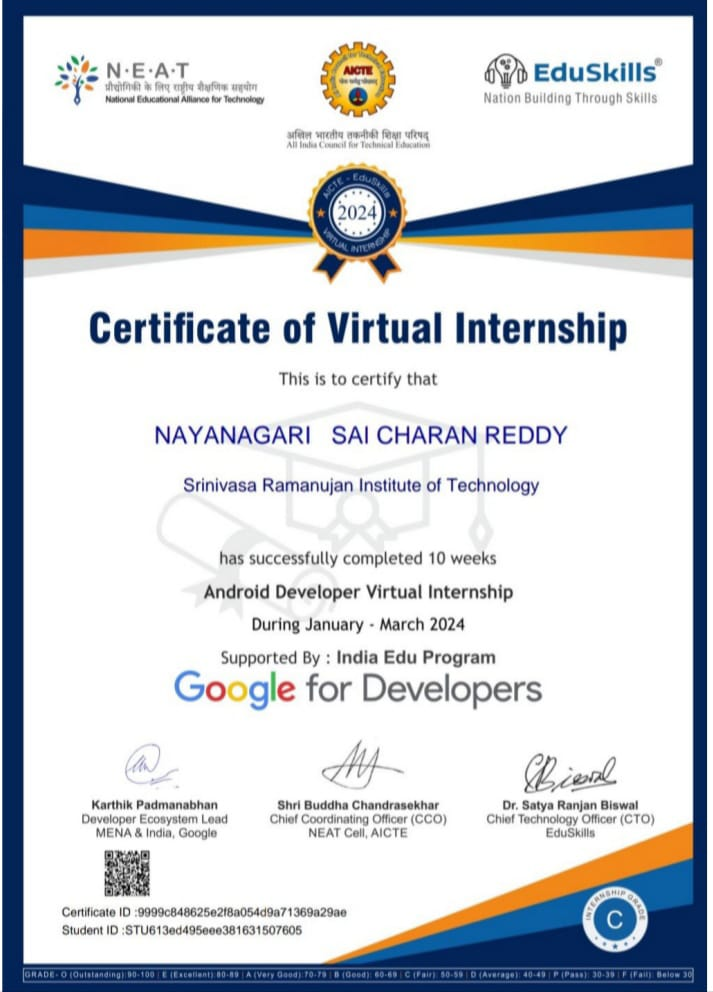 N·E·A·T
प्रौद्योगिकी के लिए राष्ट्रीय शैक्षणिक सहयोग
National Educational Alliance for Technology
AICTE
अखिल भारतीय तकनीकी शिक्षा परिषद्
All India Council for Technical Education
EduSkills®
Nation Building Through Skills
AICTE - EduSkills
2024
VIRTUAL INTERNSHIP
Certificate of Virtual Internship
This is to certify that
NAYANAGARI SAI CHARAN REDDY
Srinivasa Ramanujan Institute of Technology
has successfully completed 10 weeks
Android Developer Virtual Internship
During January - March 2024
Supported By : India Edu Program
Google for Developers
Karthik Padmanabhan
Developer Ecosystem Lead
MENA & India, Google
Shri Buddha Chandrasekhar
Chief Coordinating Officer (CCO)
NEAT Cell, AICTE
Dr. Satya Ranjan Biswal
Chief Technology Officer (CTO)
EduSkills
Certificate ID :9999c848625e2f8a054d9a71369a29ae
Student ID :STU613ed495eee381631507605
INTERNSHIP GRADE
C
GRADE- O (Outstanding):90-100 | E (Excellent):80-89 | A (Very Good):70-79 | B (Good): 60-69 | C (Fair): 50-59 | D (Average): 40-49 | P (Pass): 30-39 | F (Fail): Below 30